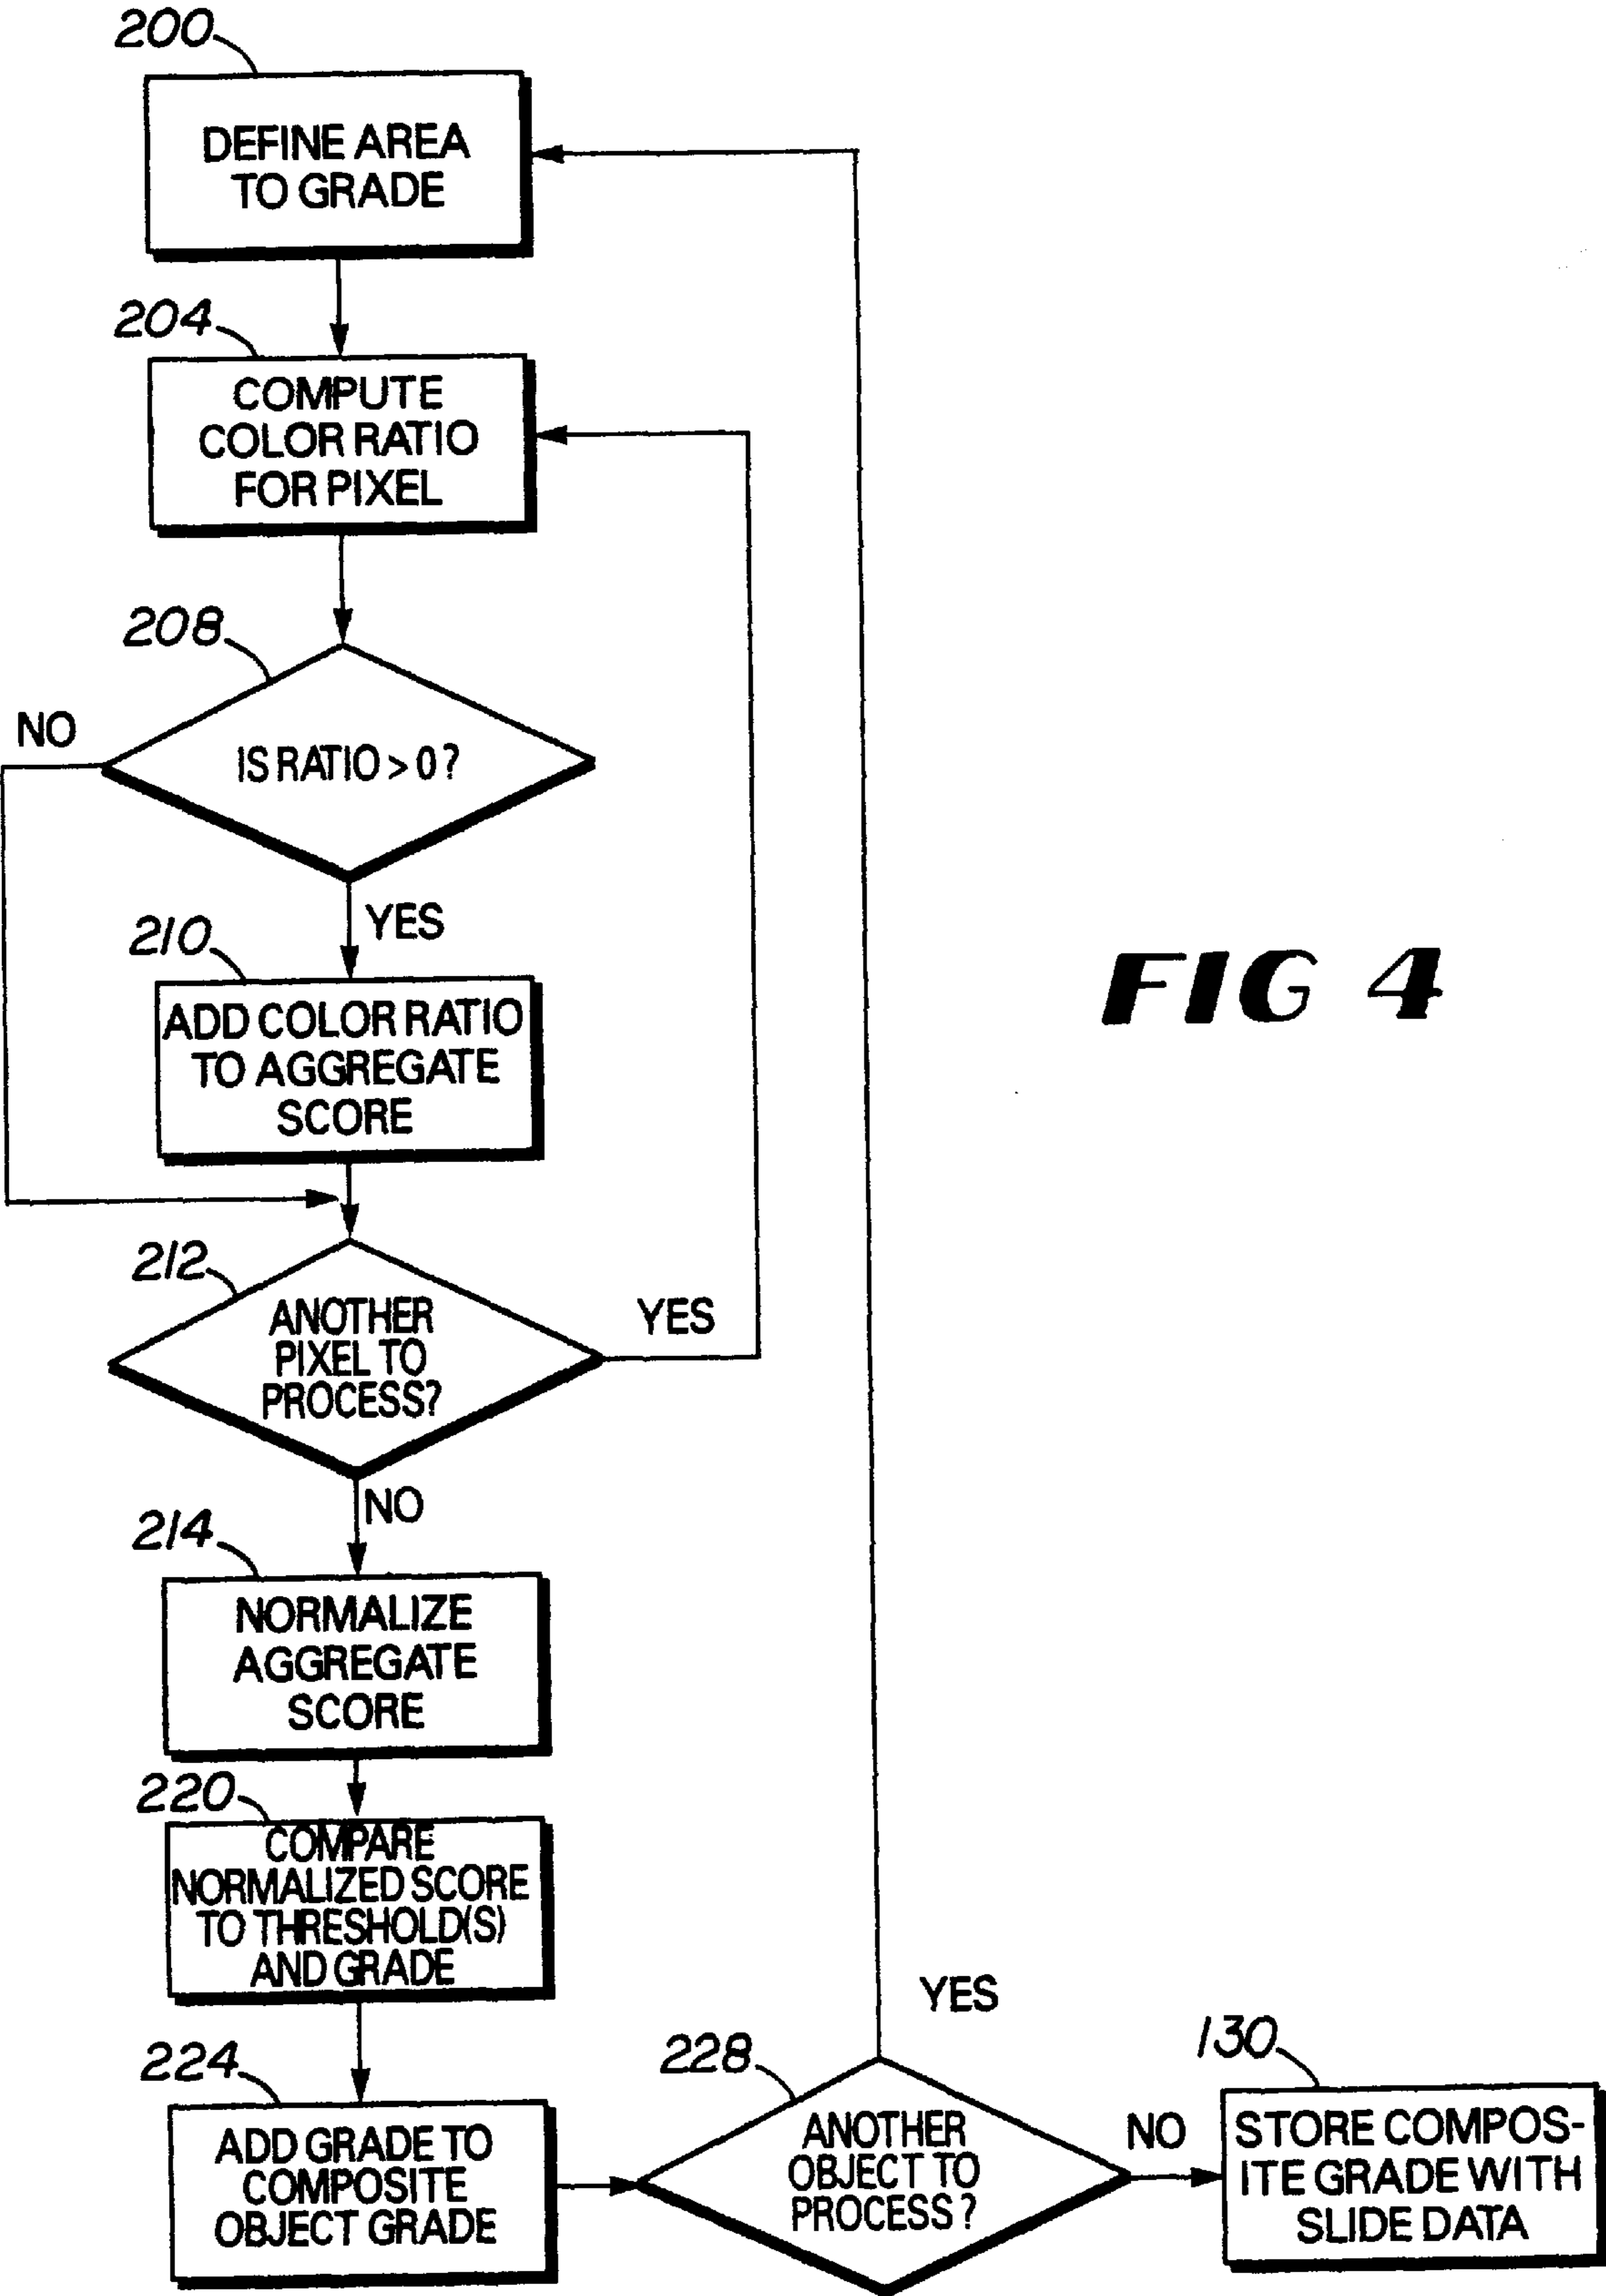 200
DEFINE AREA
TO GRADE
204
COMPUTE
COLOR RATIO
FOR PIXEL
208
NO
IS RATIO > 0?
YES
210
ADD COLOR RATIO
TO AGGREGATE
SCORE
FIG 4
212
ANOTHER
PIXEL TO
PROCESS?
YES
NO
214
NORMALIZE
AGGREGATE
SCORE
220
COMPARE
NORMALIZED SCORE
TO THRESHOLD(S)
AND GRADE
224
ADD GRADE TO
COMPOSITE
OBJECT GRADE
228
YES
ANOTHER
OBJECT TO
PROCESS?
NO
130
STORE COMPOS-
ITE GRADE WITH
SLIDE DATA